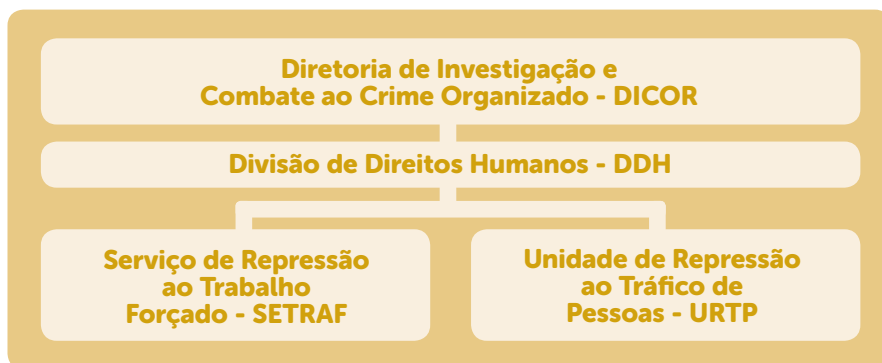 Diretoria de Investigação e
Combate ao Crime Organizado - DICOR
Divisão de Direitos Humanos - DDH
Serviço de Repressão
ao Trabalho
Forçado - SETRAF
Unidade de Repressão
ao Tráfico de
Pessoas - URTP